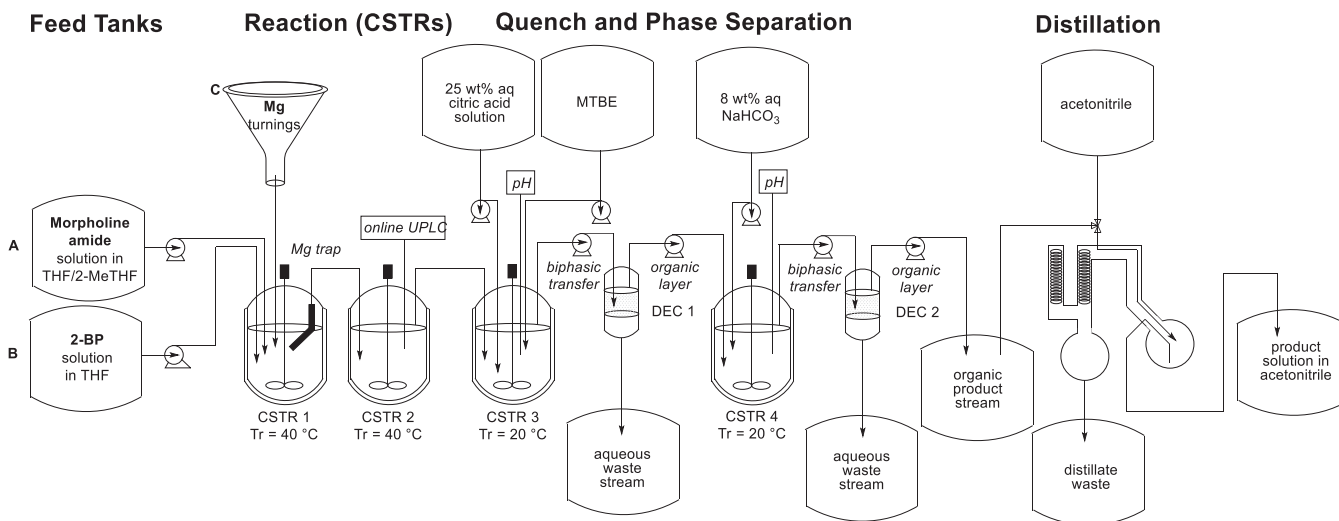 Feed Tanks
Reaction (CSTRs)
Quench and Phase Separation
Distillation
C
Mg
turnings
25 wt% aq
citric acid
solution
MTBE
8 wt% aq
NaHCO₃
acetonitrile
pH
pH
A
Morpholine
amide
solution in
THF/2-MeTHF
B
2-BP
solution
in THF
Mg trap
online UPLC
biphasic
transfer
organic
layer
DEC 1
biphasic
transfer
organic
layer
DEC 2
CSTR 1
Tr = 40 °C
CSTR 2
Tr = 40 °C
CSTR 3
Tr = 20 °C
CSTR 4
Tr = 20 °C
aqueous
waste
stream
aqueous
waste
stream
organic
product
stream
distillate
waste
product
solution in
acetonitrile